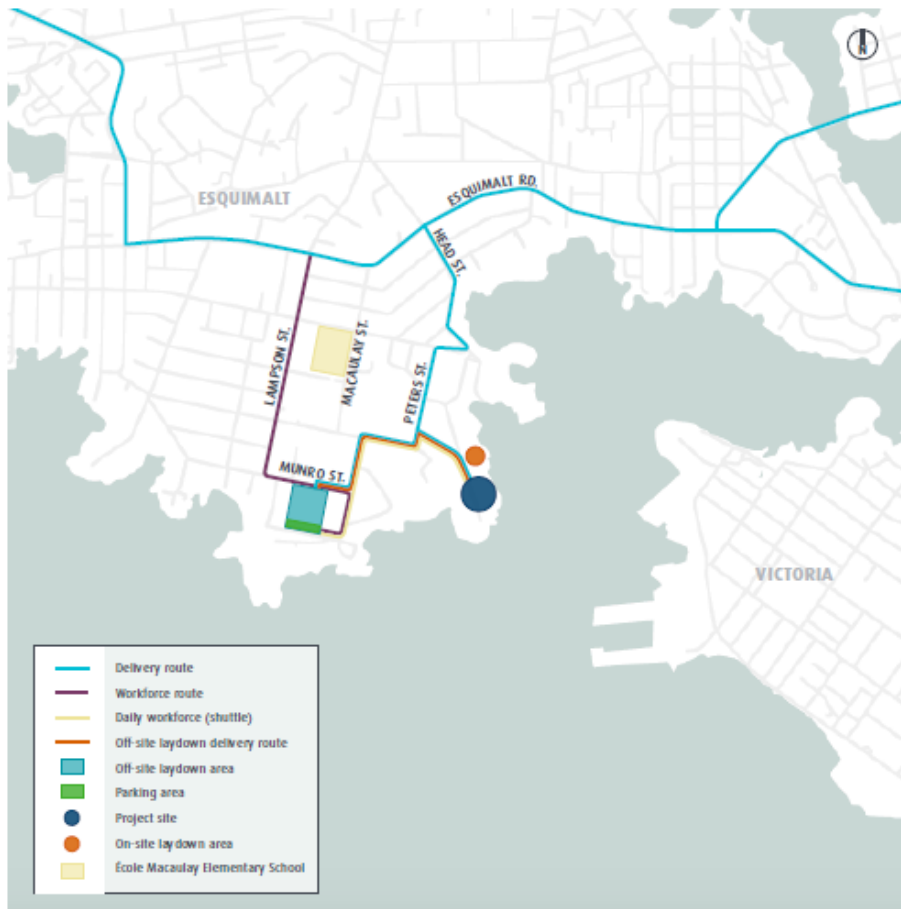 N
ESQUIMALT
ESQUIMALT RD.
HEAD ST.
LAMPSON ST.
MACAULAY ST.
PETERS ST.
MUNRO ST.
VICTORIA
Delivery route
Workforce route
Daily workforce (shuttle)
Off-site laydown delivery route
Off-site laydown area
Parking area
Project site
On-site laydown area
École Macaulay Elementary School